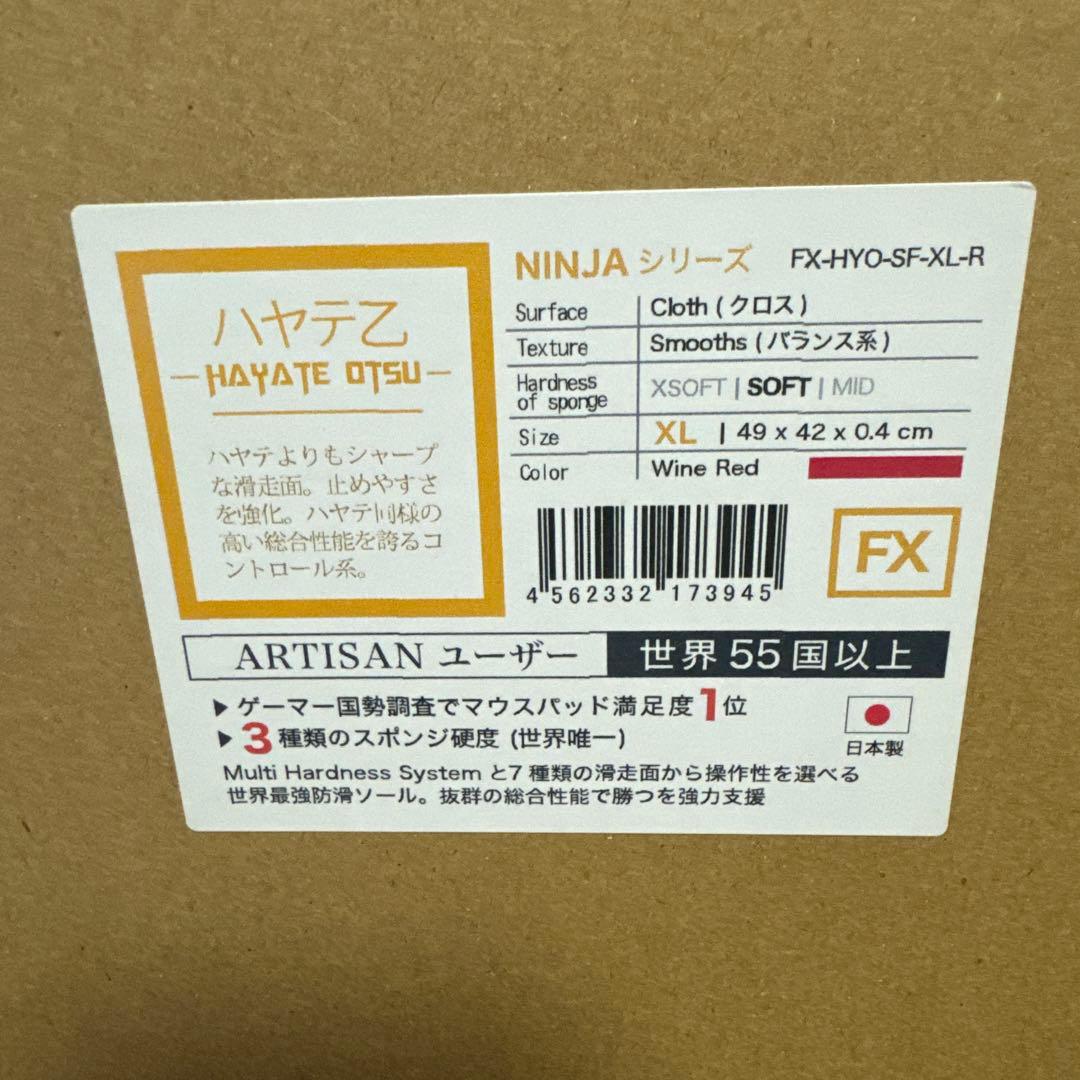 ハヤテ乙
HAYATE OTSU
ハヤテよりもシャープ
な滑走面。止めやすさ
を強化。ハヤテ同様の
高い総合性能を誇るコ
ントロール系。
NINJA シリーズ FX-HYO-SF-XL-R
Surface Cloth (クロス)
Texture Smooths (バランス系)
Hardness of sponge XSOFT | SOFT | MID
Size XL | 49 x 42 x 0.4 cm
Color Wine Red
4 562332 173945
FX
ARTISAN ユーザー 世界 55 国以上
▶ ゲーマー国勢調査でマウスパッド満足度1位
▶ 3 種類のスポンジ硬度 (世界唯一)
日本製
Multi Hardness System と7 種類の滑走面から操作性を選べる
世界最強防滑ソール。抜群の総合性能で勝つを強力支援